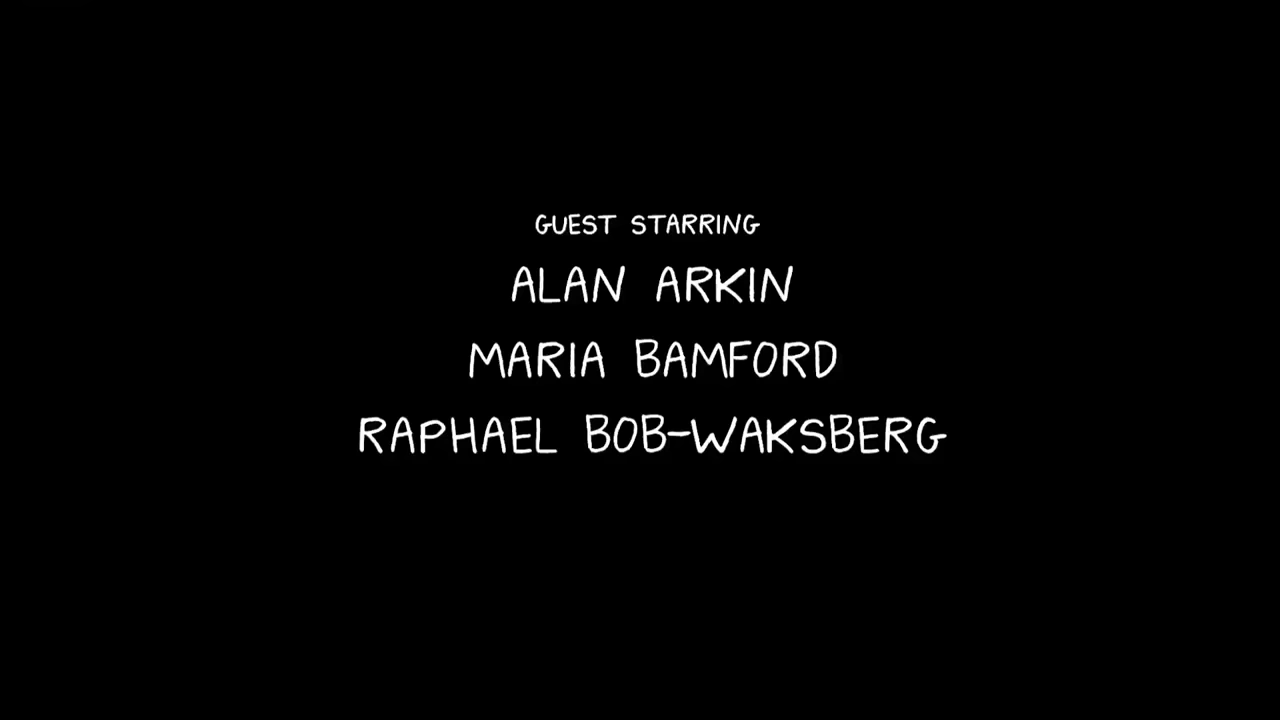 GUEST STARRING
ALAN ARKIN
MARIA BAMFORD
RAPHAEL BOB-WAKSBERG